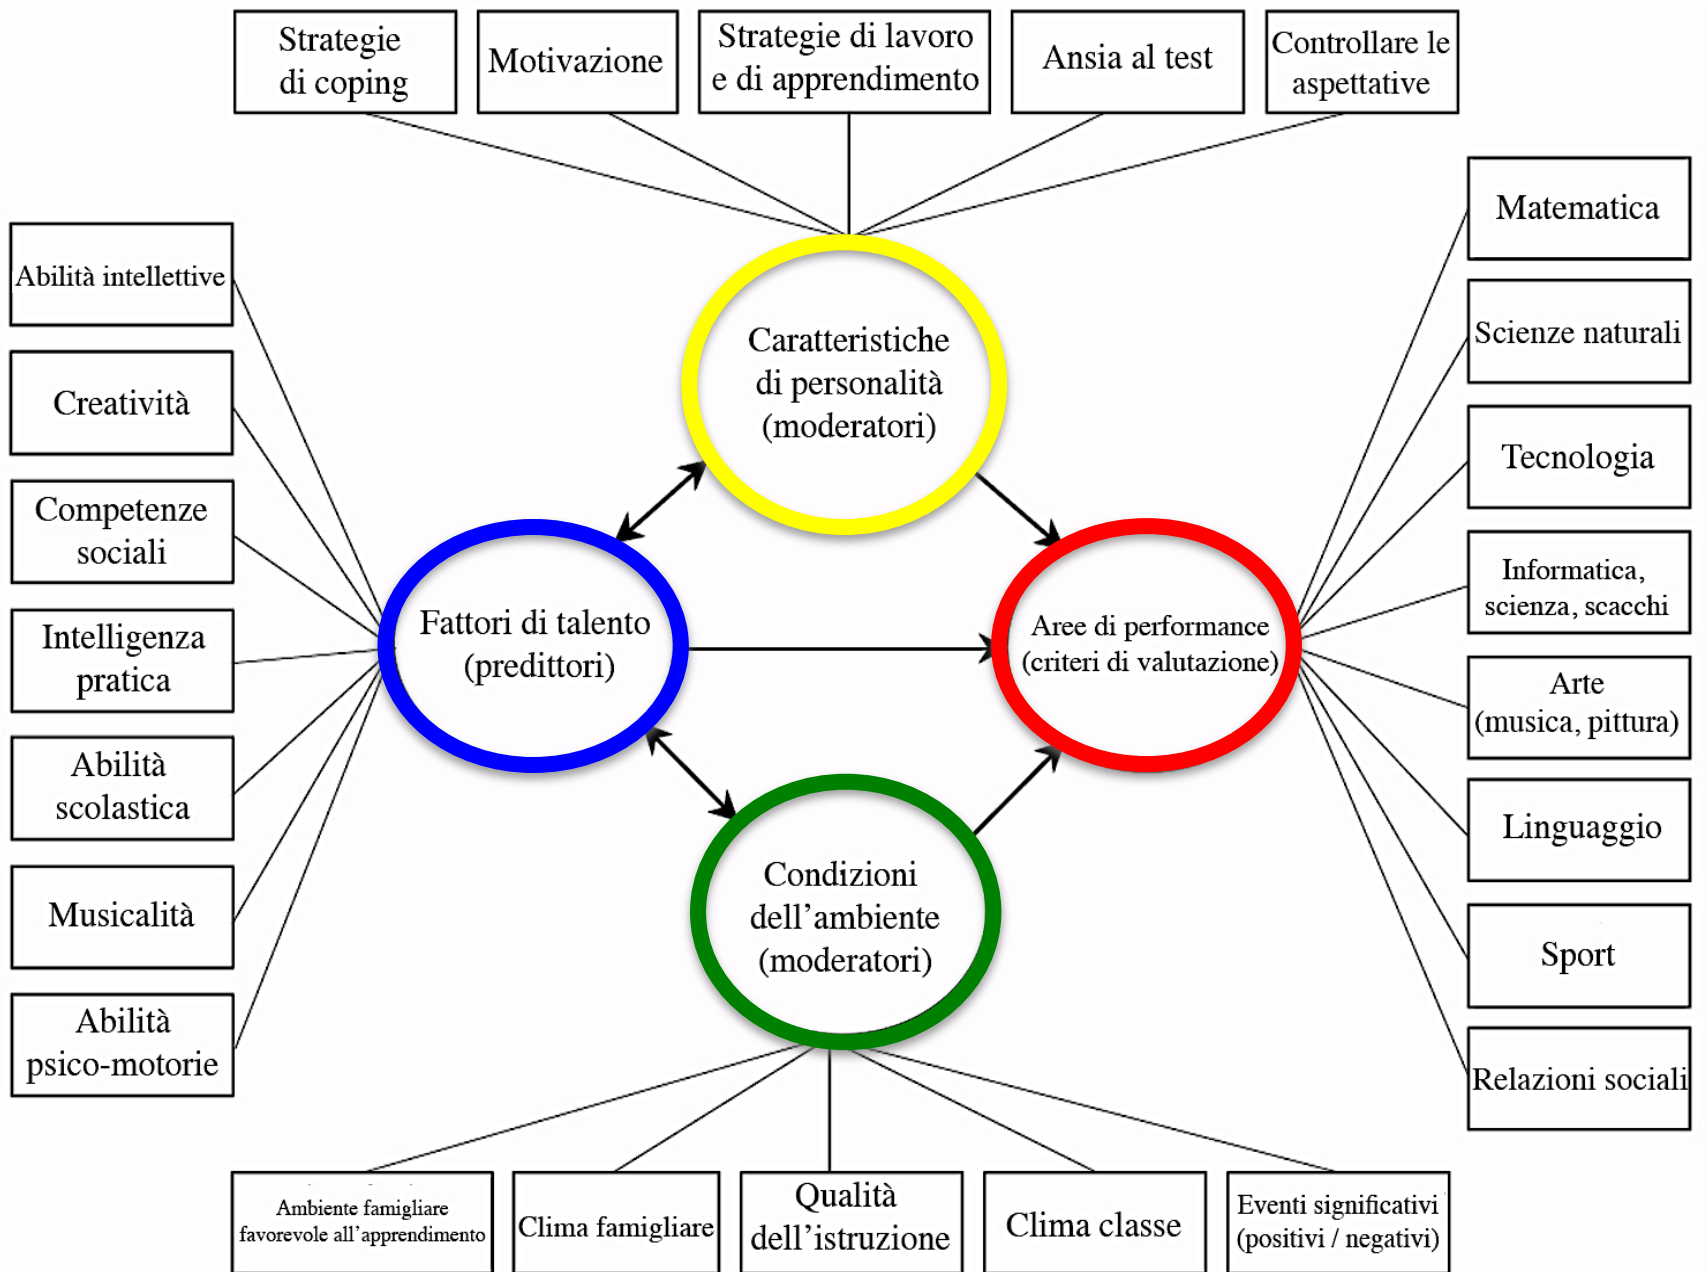 Strategie
di coping
Motivazione
Strategie di lavoro
e di apprendimento
Ansia al test
Controllare le
aspettative
Abilità intellettive
Creatività
Competenze
sociali
Intelligenza
pratica
Abilità
scolastica
Musicalità
Abilità
psico-motorie
Caratteristiche
di personalità
(moderatori)
Fattori di talento
(predittori)
Aree di performance
(criteri di valutazione)
Condizioni
dell'ambiente
(moderatori)
Matematica
Scienze naturali
Tecnologia
Informatica,
scienza, scacchi
Arte
(musica, pittura)
Linguaggio
Sport
Relazioni sociali
Ambiente famigliare
favorevole all'apprendimento
Clima famigliare
Qualità
dell'istruzione
Clima classe
Eventi significativi
(positivi / negativi)